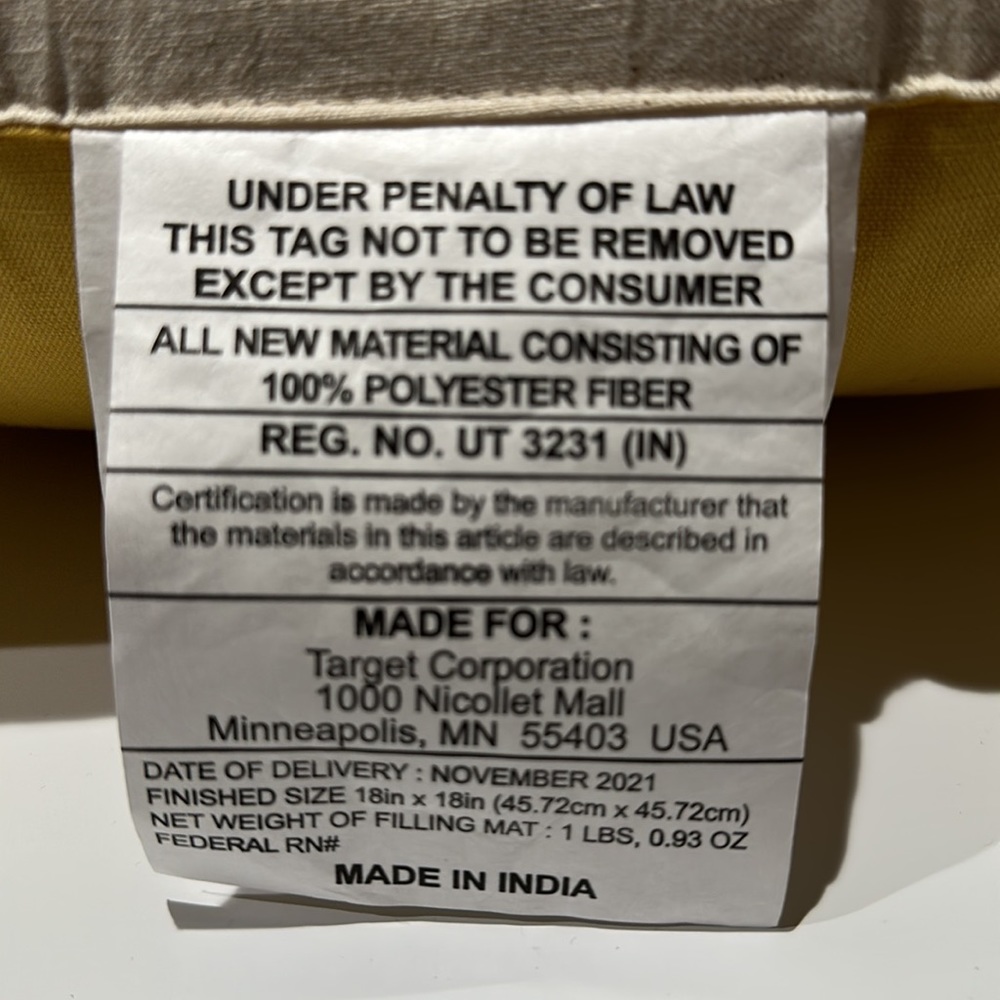 UNDER PENALTY OF LAW
THIS TAG NOT TO BE REMOVED
EXCEPT BY THE CONSUMER
ALL NEW MATERIAL CONSISTING OF
100% POLYESTER FIBER
REG. NO. UT 3231 (IN)
Certification is made by the manufacturer that
the materials in this article are described in
accordance with law.
MADE FOR :
Target Corporation
1000 Nicollet Mall
Minneapolis, MN 55403 USA
DATE OF DELIVERY : NOVEMBER 2021
FINISHED SIZE 18in x 18in (45.72cm x 45.72cm)
NET WEIGHT OF FILLING MAT : 1 LBS, 0.93 OZ
FEDERAL RN#
MADE IN INDIA